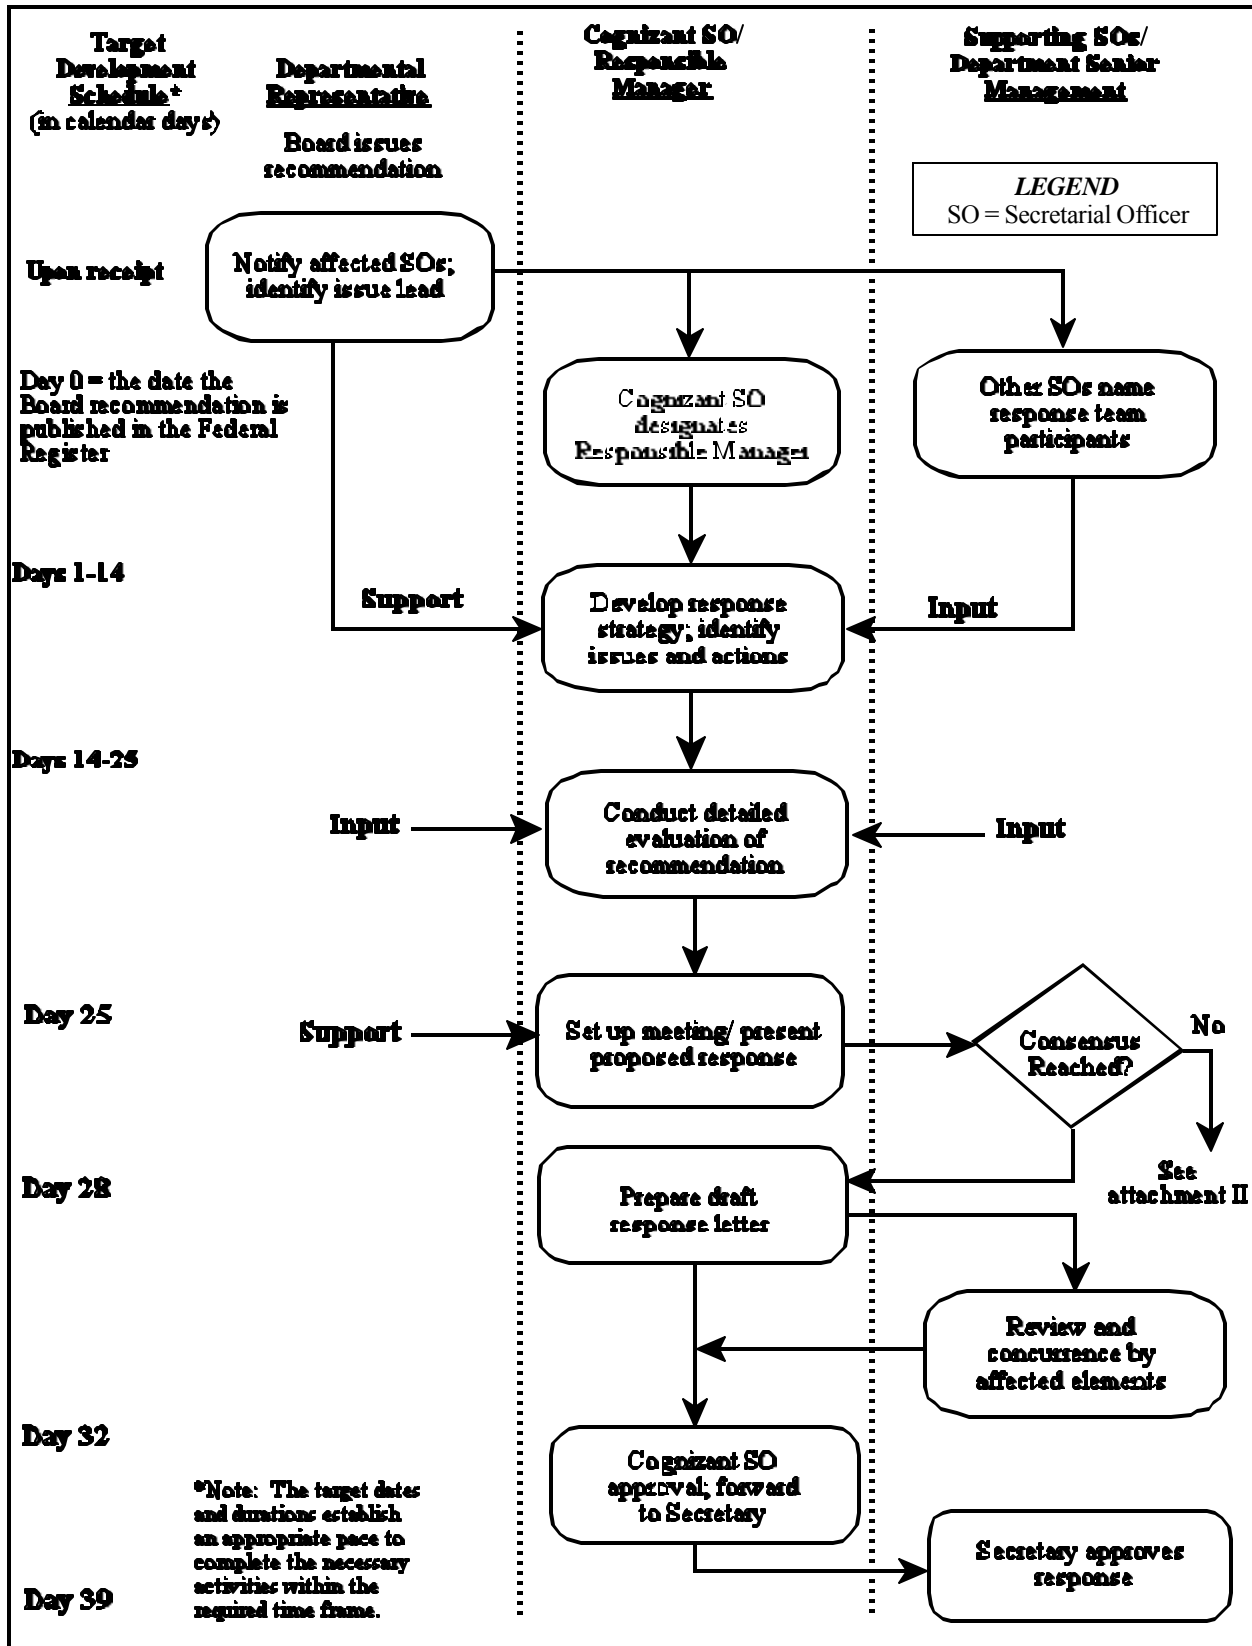 Target
Development
Schedule*
(in calendar days)
Departmental
Representative
Cognizant SO/
Responsible
Manager
Supporting SOs/
Department Senior
Management
Board issues
recommendation
LEGEND
SO = Secretarial Officer
Upon receipt
Notify affected SOs;
identify issue lead
Day 0 = the date the
Board recommendation is
published in the Federal
Register
Cognizant SO
designates
Responsible Manager
Other SOs name
response team
participants
Days 1-14
Support
Develop response
strategy; identify
issues and actions
Input
Days 14-25
Input
Conduct detailed
evaluation of
recommendation
Input
Day 25
Support
Set up meeting/ present
proposed response
Consensus
Reached?
No
See
attachment II
Day 28
Prepare draft
response letter
Review and
concurrence by
affected elements
Day 32
Cognizant SO
approval; forward
to Secretary
*Note: The target dates
and durations establish
an appropriate pace to
complete the necessary
activities within the
required time frame.
Day 39
Secretary approves
response